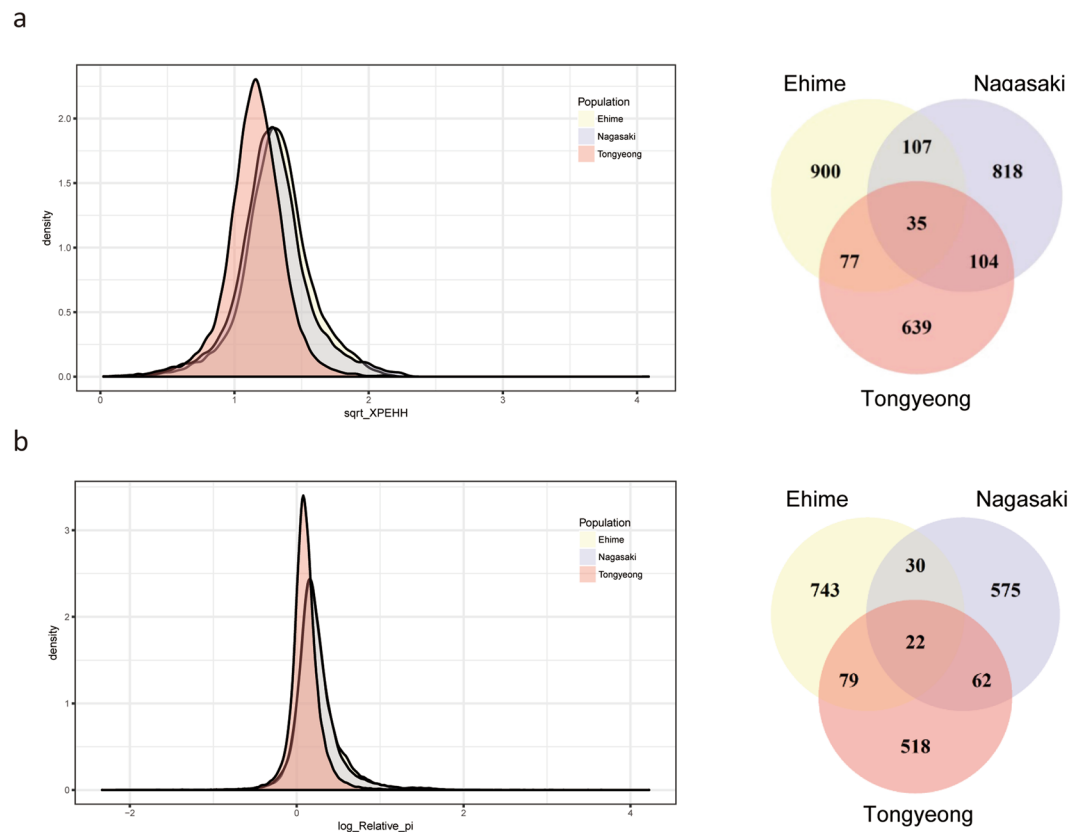 a
2.0
1.5
1.0
0.5
0.0
density
0
1
2
3
4
sqrt_XPEHH
Population
Ehime
Nagasaki
Tongyeong
Ehime
Nagasaki
107
900
818
35
77
104
639
Tongyeong
b
3
2
1
0
density
−2
0
2
4
log_Relative_pi
Population
Ehime
Nagasaki
Tongyeong
Ehime
Nagasaki
30
743
575
22
79
62
518
Tongyeong